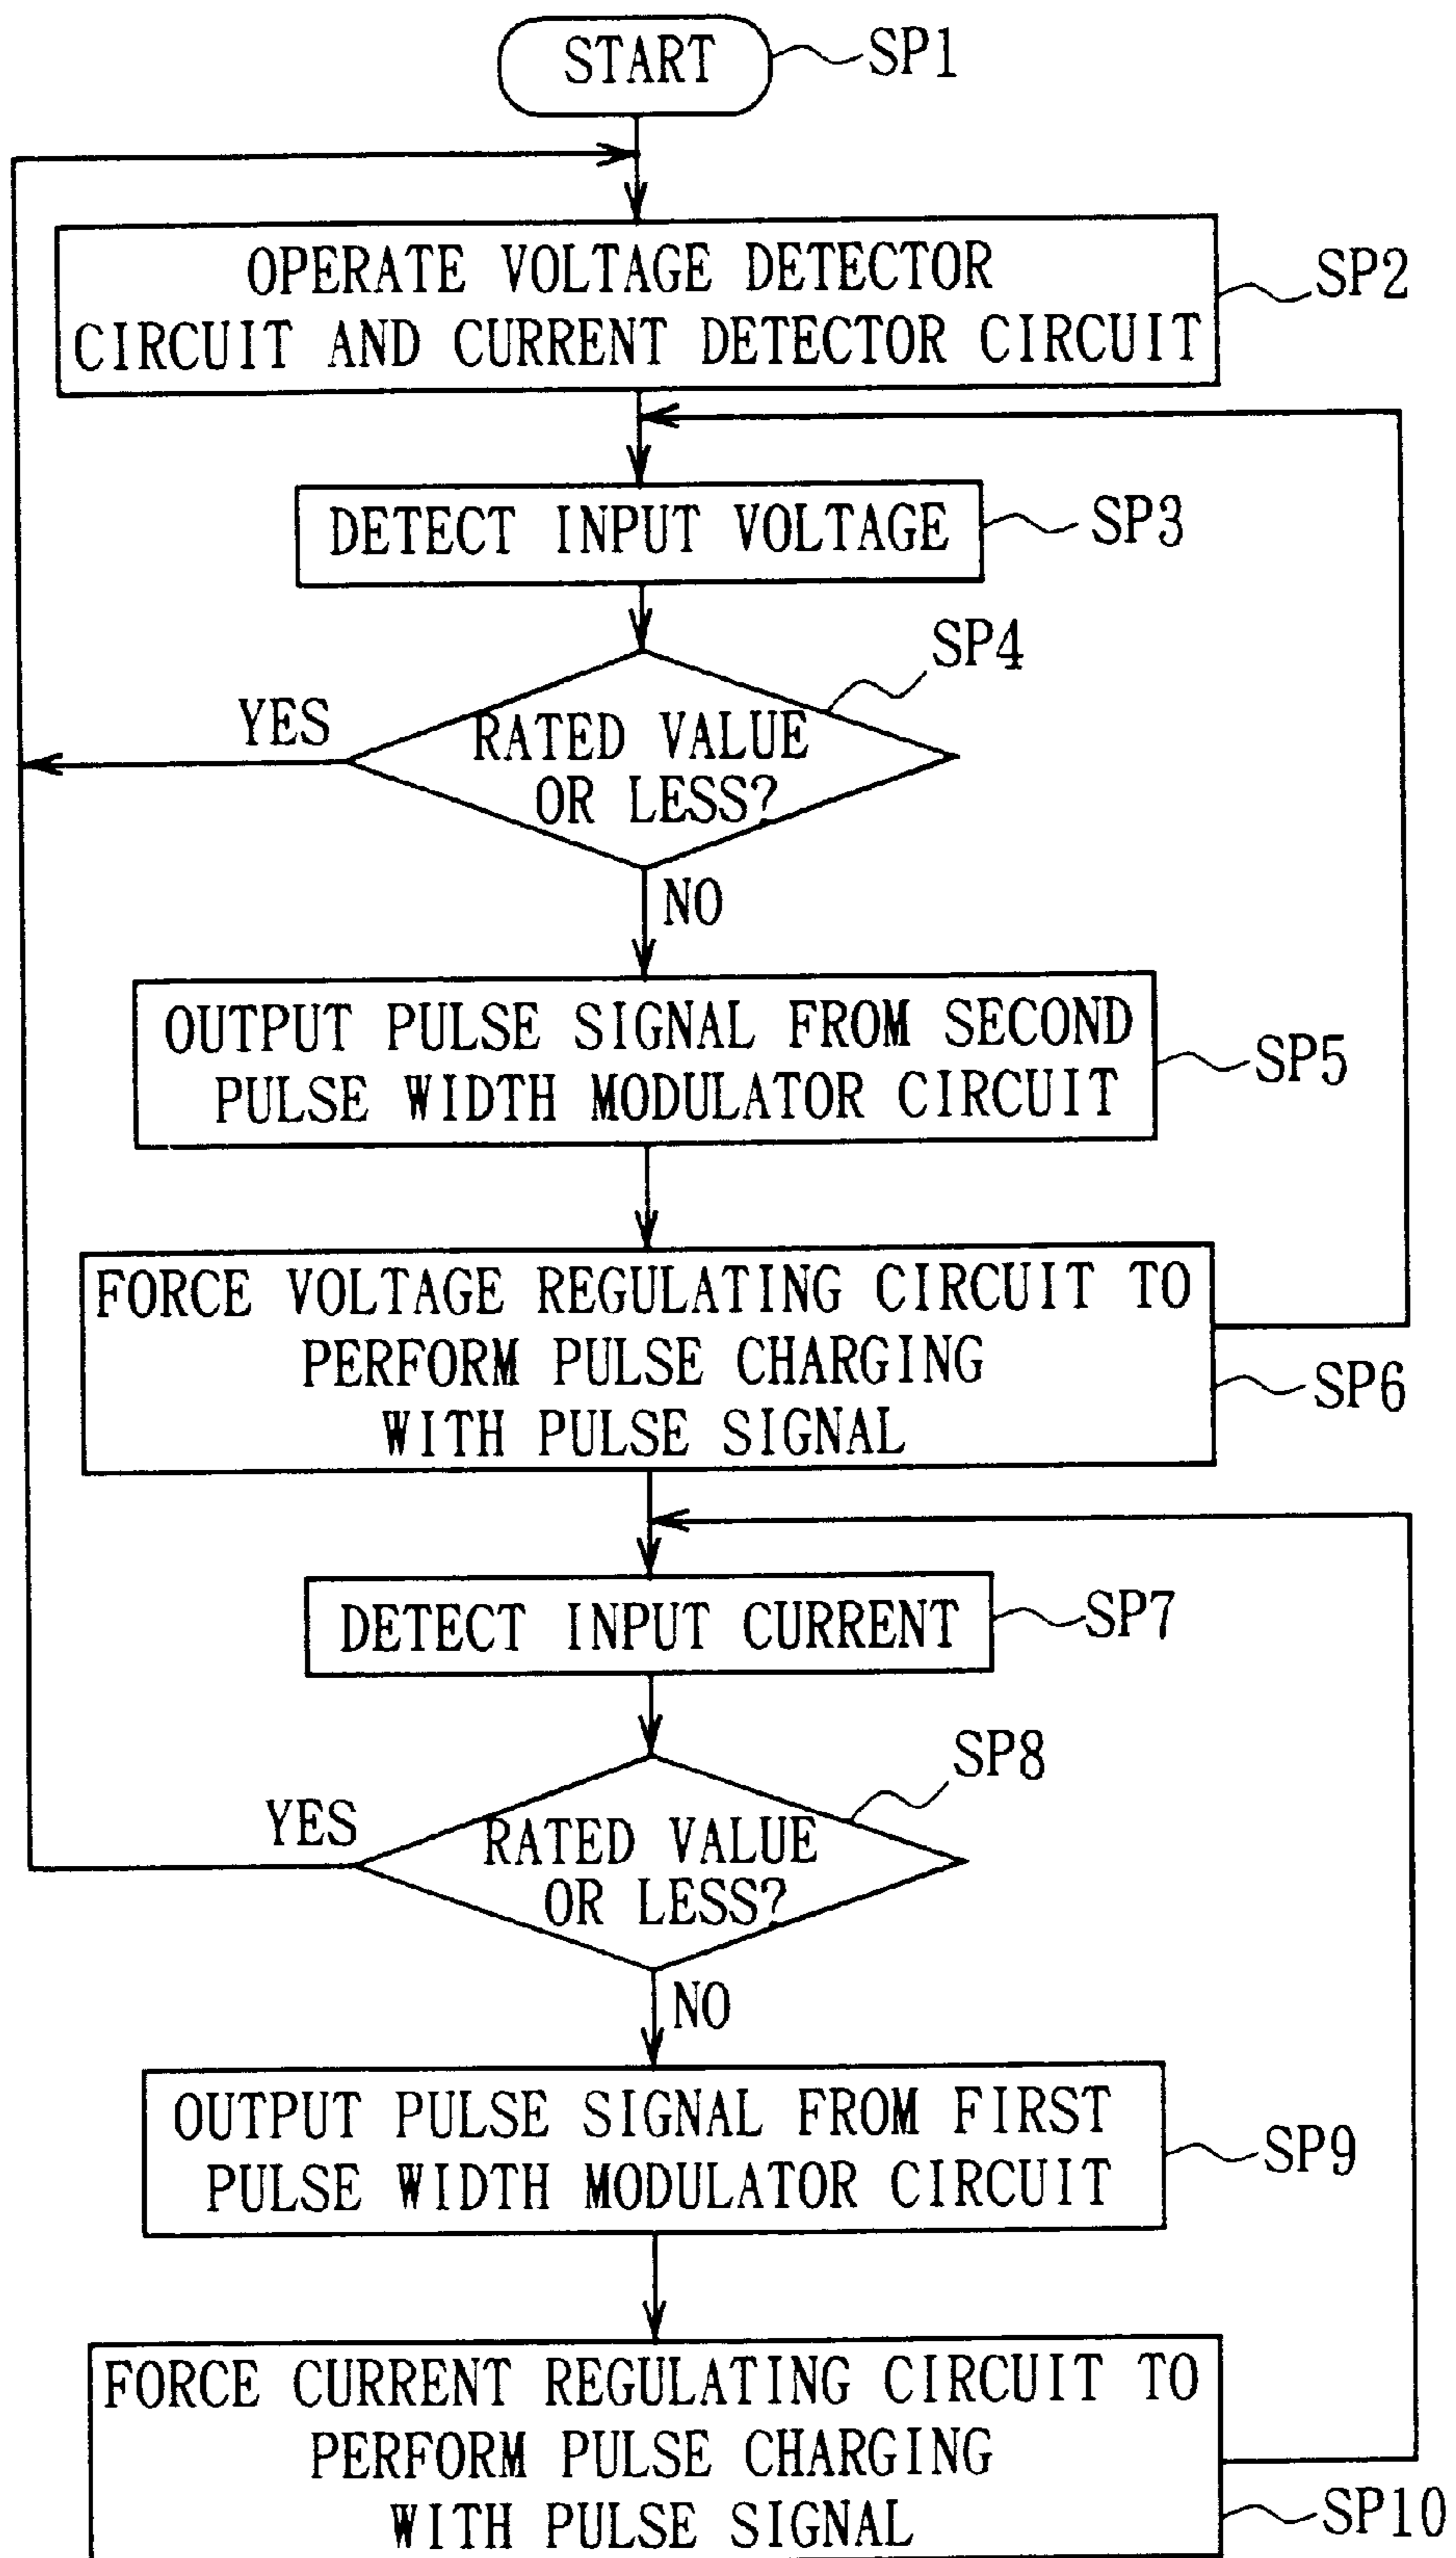 START
SP1
OPERATE VOLTAGE DETECTOR
CIRCUIT AND CURRENT DETECTOR CIRCUIT
SP2
DETECT INPUT VOLTAGE
SP3
SP4
YES
RATED VALUE
OR LESS?
NO
OUTPUT PULSE SIGNAL FROM SECOND
PULSE WIDTH MODULATOR CIRCUIT
SP5
FORCE VOLTAGE REGULATING CIRCUIT TO
PERFORM PULSE CHARGING
WITH PULSE SIGNAL
SP6
DETECT INPUT CURRENT
SP7
SP8
YES
RATED VALUE
OR LESS?
NO
OUTPUT PULSE SIGNAL FROM FIRST
PULSE WIDTH MODULATOR CIRCUIT
SP9
FORCE CURRENT REGULATING CIRCUIT TO
PERFORM PULSE CHARGING
WITH PULSE SIGNAL
SP10